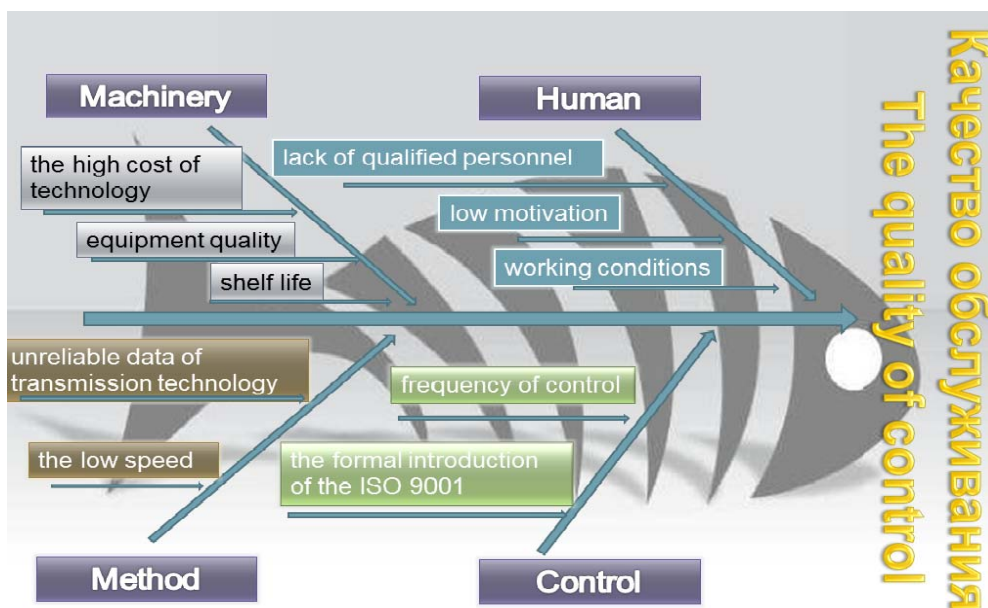 Machinery
Human
the high cost of
technology
equipment quality
shelf life
lack of qualified personnel
low motivation
working conditions
unreliable data of
transmission technology
the low speed
frequency of control
the formal introduction
of the ISO 9001
Method
Control
The quality of control
Качество обслуживания